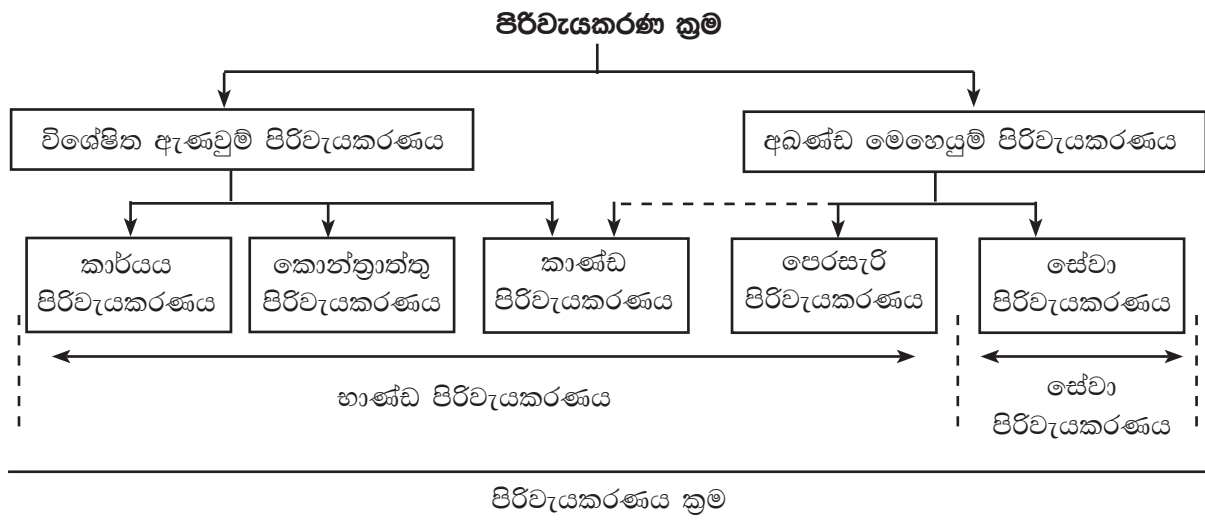 පිරිවැයකරණ ක්‍රම
විශේෂිත ඇණවුම් පිරිවැයකරණය
අඛණ්ඩ මෙහෙයුම් පිරිවැයකරණය
කාර්යය
පිරිවැයකරණය
කොන්ත්‍රාත්තු
පිරිවැයකරණය
කාණ්ඩ
පිරිවැයකරණය
පෙරසැරි
පිරිවැයකරණය
සේවා
පිරිවැයකරණය
භාණ්ඩ පිරිවැයකරණය
සේවා
පිරිවැයකරණය
පිරිවැයකරණය ක්‍රම